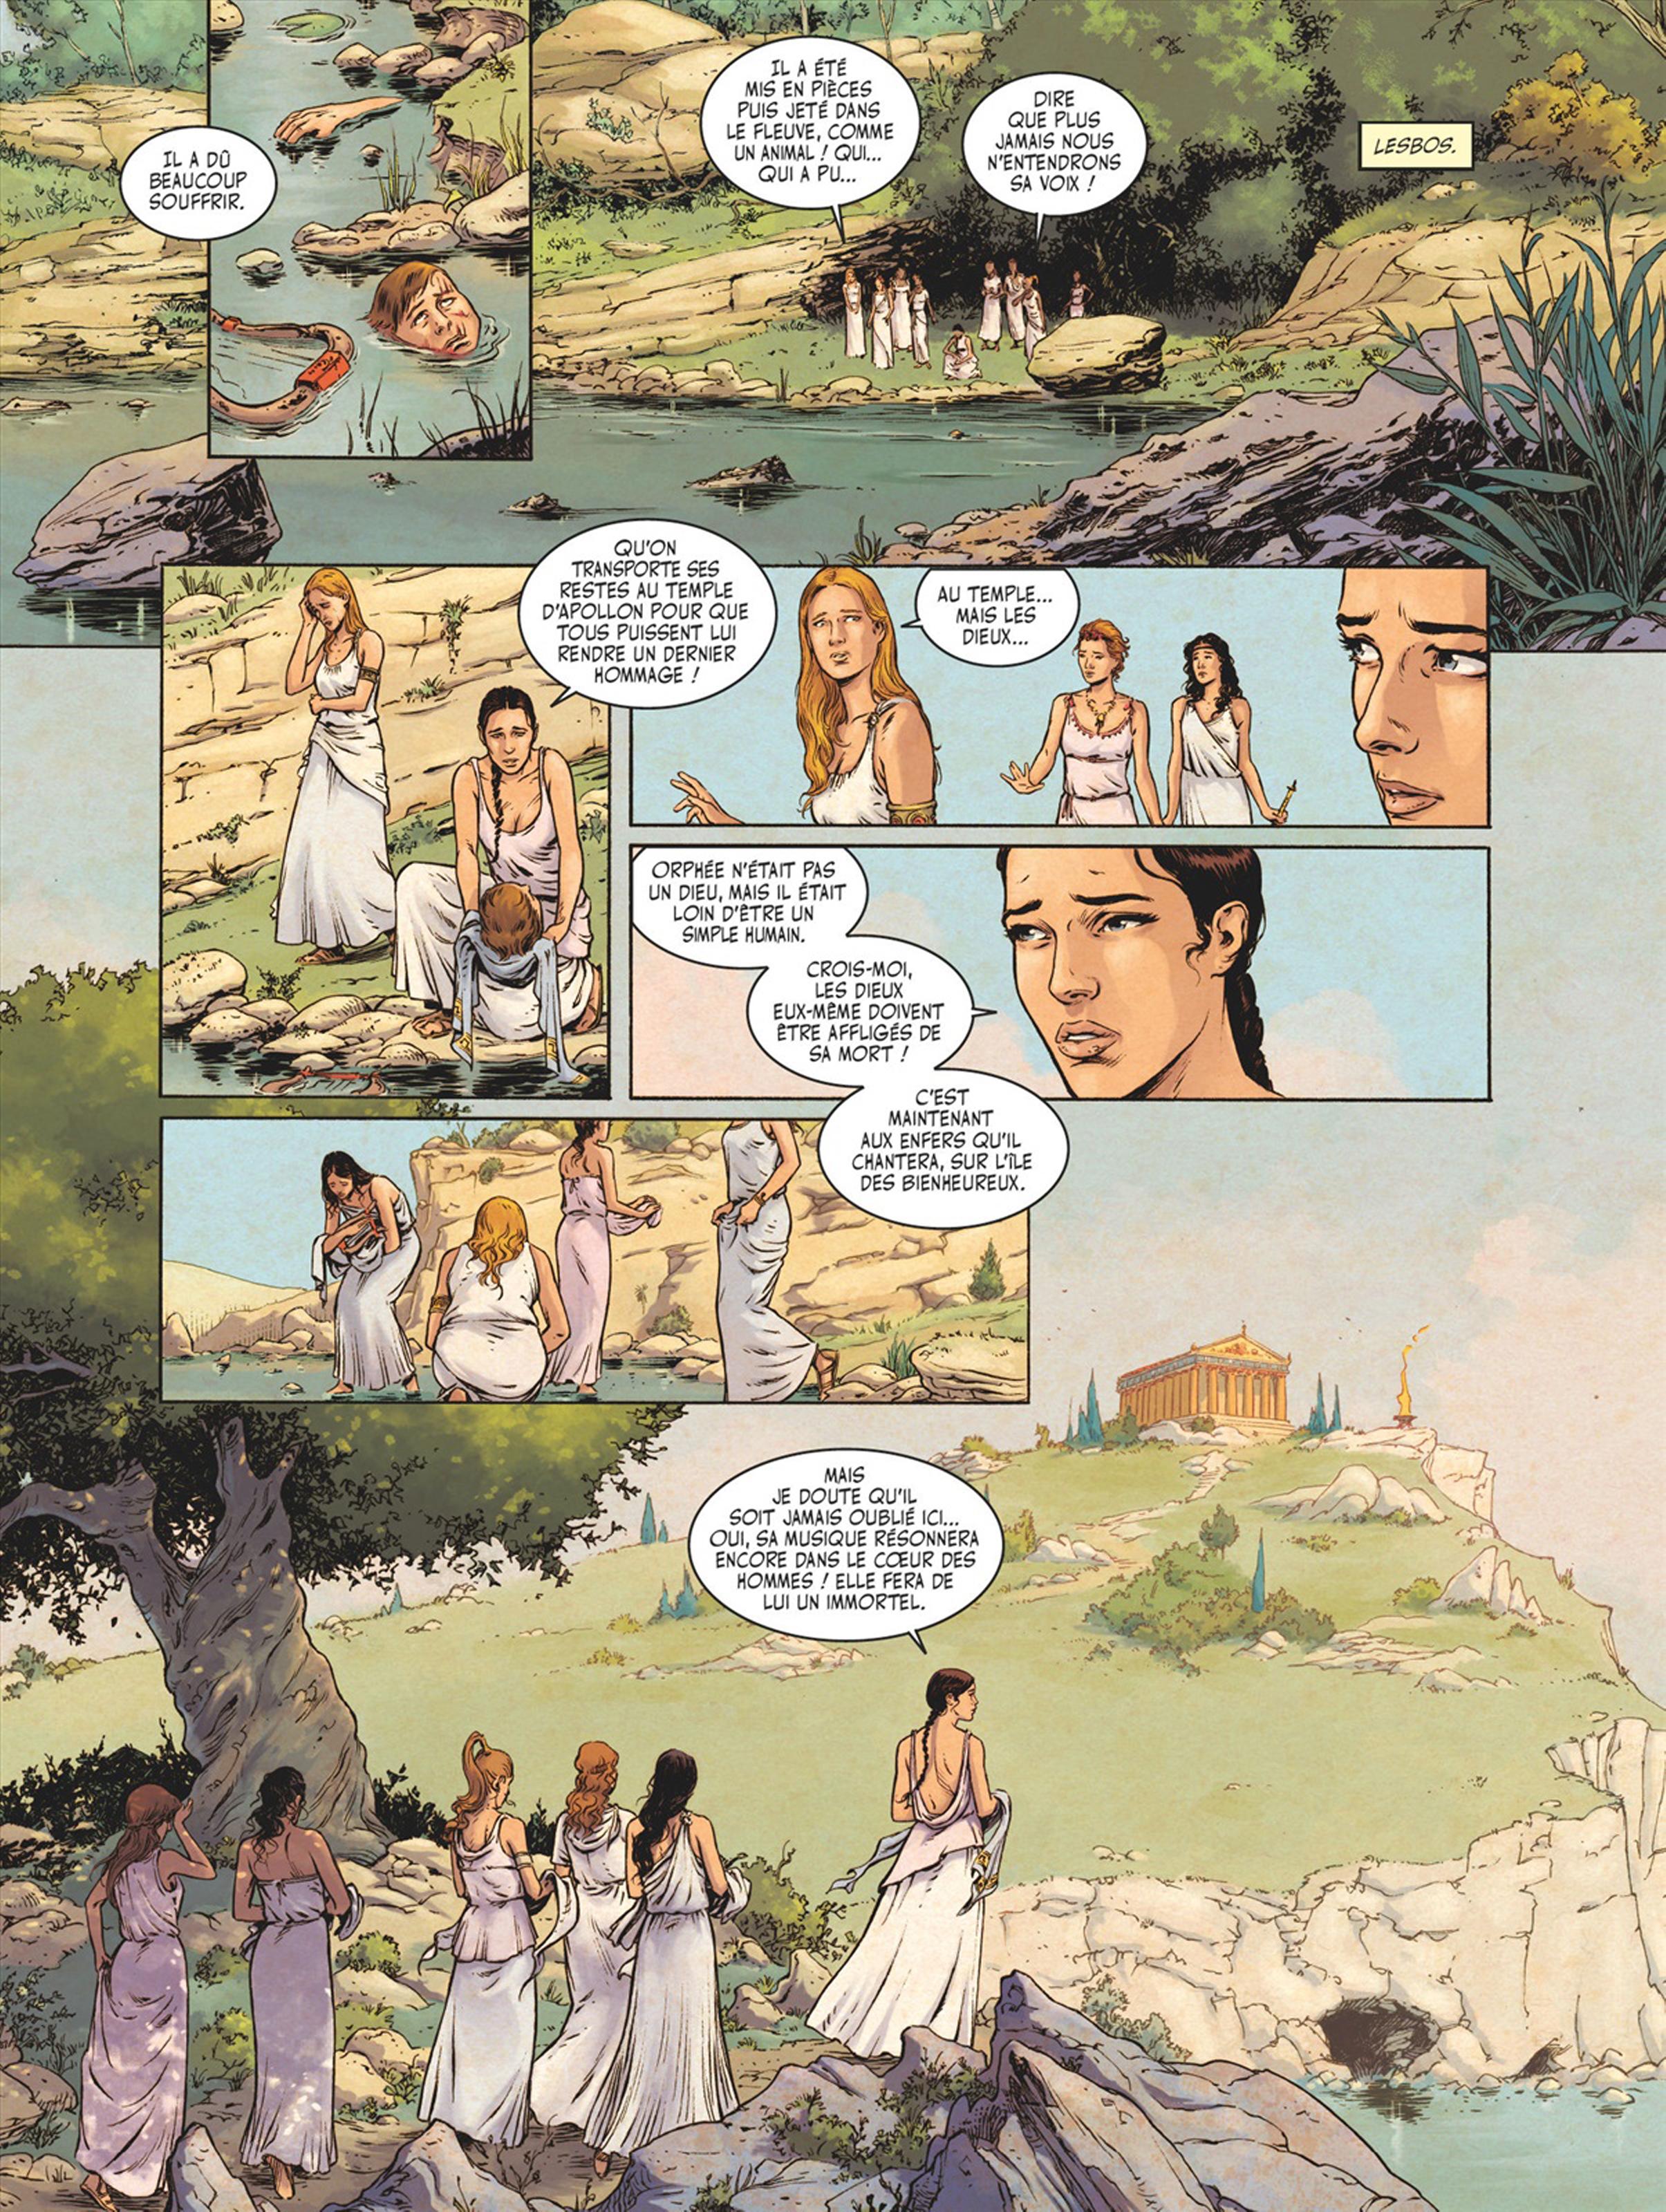 IL A DÛ
BEAUCOUP
SOUFFRIR.
IL A ÉTÉ
MIS EN PIÈCES
PUIS JETÉ DANS
LE FLEUVE, COMME
UN ANIMAL ! QUI...
QUI A PU...
DIRE
QUE PLUS
JAMAIS NOUS
N'ENTENDRONS
SA VOIX !
LESBOS.
QU'ON
TRANSPORTE SES
RESTES AU TEMPLE
D'APOLLON POUR QUE
TOUS PUISSENT LUI
RENDRE UN DERNIER
HOMMAGE !
AU TEMPLE...
MAIS LES
DIEUX...
ORPHÉE N'ÉTAIT PAS
UN DIEU, MAIS IL ÉTAIT
LOIN D'ÊTRE UN
SIMPLE HUMAIN.
CROIS-MOI,
LES DIEUX
EUX-MÊME DOIVENT
ÊTRE AFFLIGÉS DE
SA MORT !
C'EST
MAINTENANT
AUX ENFERS QU'IL
CHANTERA, SUR L'ÎLE
DES BIENHEUREUX.
MAIS
JE DOUTE QU'IL
SOIT JAMAIS OUBLIÉ ICI...
OUI, SA MUSIQUE RÉSONNERA
ENCORE DANS LE CŒUR DES
HOMMES ! ELLE FERA DE
LUI UN IMMORTEL.